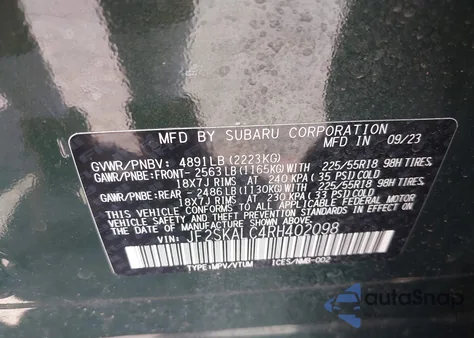 MFD BY SUBARU CORPORATION
MFD IN 09/23
GVWR/PNBV: 4891LB(2223KG)
GAWR/PNBE:FRONT- 2563LB(1165KG) 225/55R18 98H TIRES,
18X7J RIMS AT 240 KPA (35 PSI) COLD
GAWR/PNBE:REAR - 2486LB(1130KG) 225/55R18 98H TIRES,
18X7J RIMS AT 230 KPA (33 PSI) COLD
THIS VEHICLE CONFORMS TO ALL APPLICABLE FEDERAL MOTOR
VEHICLE SAFETY AND BUMPER STANDARDS IN EFFECT ON
THE DATE OF MANUFACTURE SHOWN ABOVE.
VIN: JF2SKALC4RH402098
TYPE:MPV/VTUM ICES/NMB-002
autoSnap